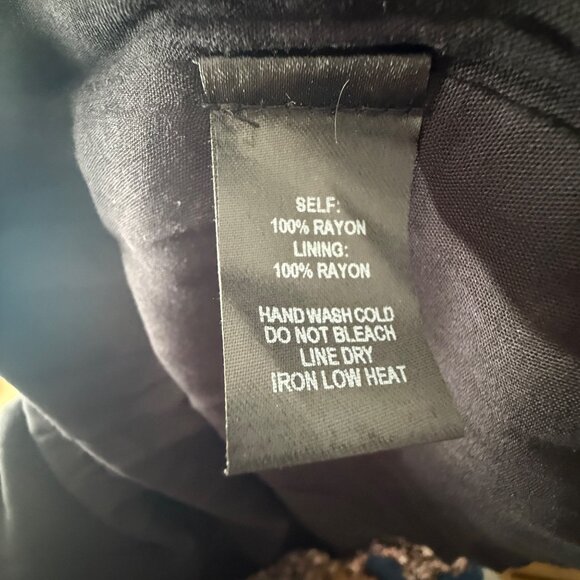 SELF:
100% RAYON
LINING:
100% RAYON
HAND WASH COLD
DO NOT BLEACH
LINE DRY
IRON LOW HEAT